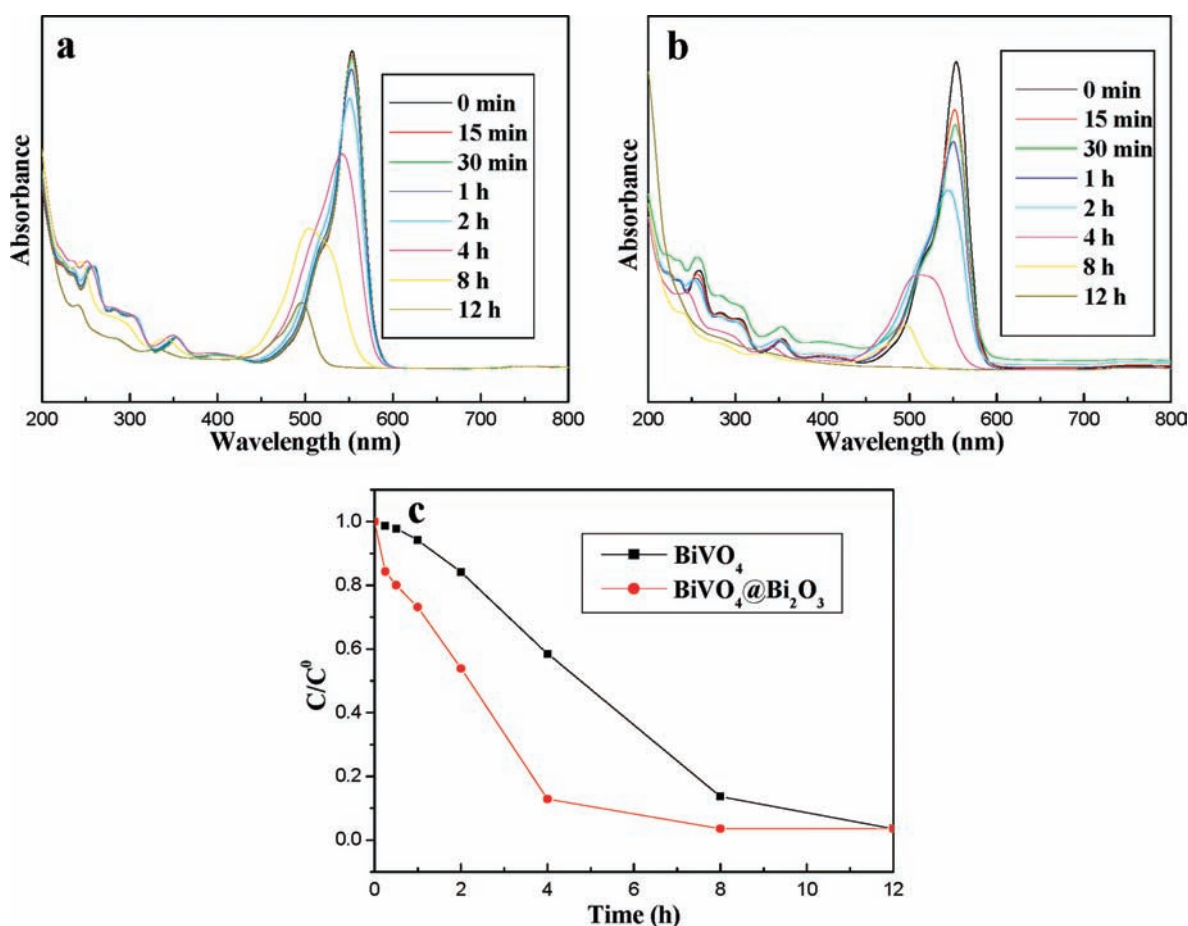 a
0 min
15 min
30 min
1 h
2 h
4 h
8 h
12 h
Absorbance
200 300 400 500 600 700 800
Wavelength (nm)
b
0 min
15 min
30 min
1 h
2 h
4 h
8 h
12 h
Absorbance
200 300 400 500 600 700 800
Wavelength (nm)
c
BiVO₄
BiVO₄@Bi₂O₃
C/C⁰
1.0
0.8
0.6
0.4
0.2
0.0
0 2 4 6 8 10 12
Time (h)